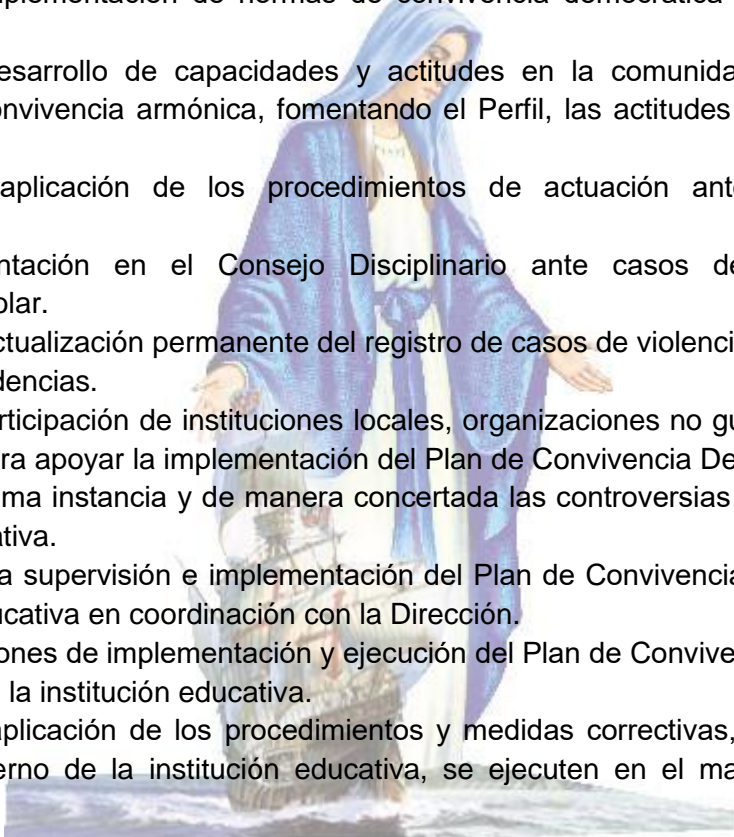 plementación de normas de convivencia democrática
esarrollo de capacidades y actitudes en la comunida
onvivencia armónica, fomentando el Perfil, las actitudes
aplicación de los procedimientos de actuación ant
ntación en el Consejo Disciplinario ante casos de
olar.
ctualización permanente del registro de casos de violenci
dencias.
rticipación de instituciones locales, organizaciones no gu
ra apoyar la implementación del Plan de Convivencia De
ma instancia y de manera concertada las controversias
ativa.
a supervisión e implementación del Plan de Convivencia
ucativa en coordinación con la Dirección.
ones de implementación y ejecución del Plan de Convive
la institución educativa.
aplicación de los procedimientos y medidas correctivas,
erno de la institución educativa, se ejecuten en el ma